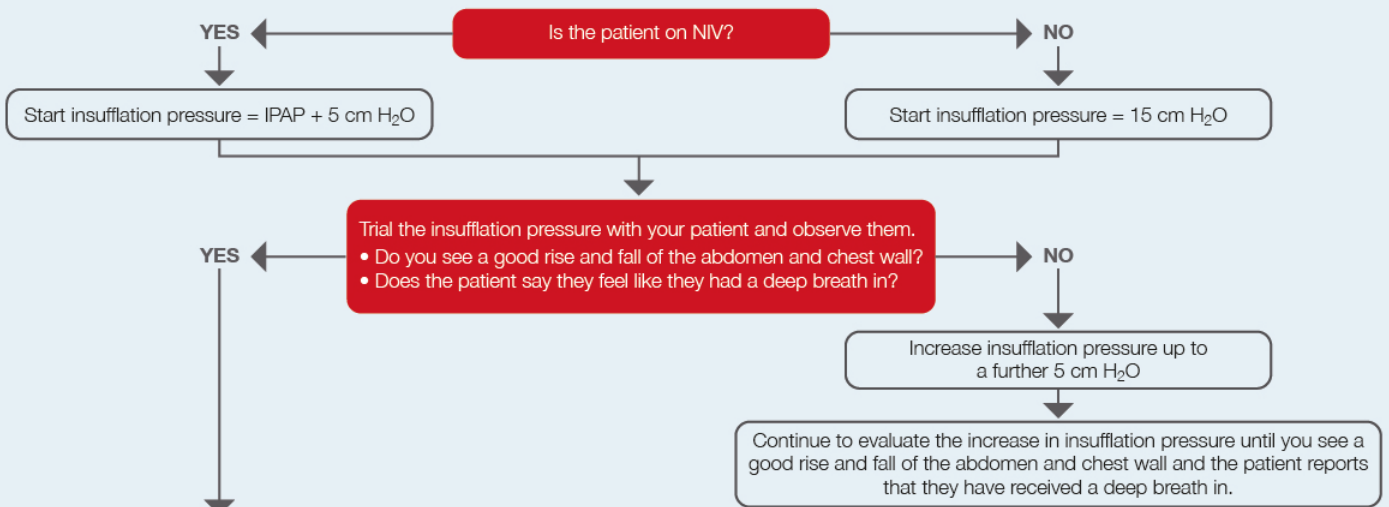 Is the patient on NIV?
YES
NO
Start insufflation pressure = IPAP + 5 cm H₂O
Start insufflation pressure = 15 cm H₂O
Trial the insufflation pressure with your patient and observe them.
• Do you see a good rise and fall of the abdomen and chest wall?
• Does the patient say they feel like they had a deep breath in?
YES
NO
Increase insufflation pressure up to
a further 5 cm H₂O
Continue to evaluate the increase in insufflation pressure until you see a
good rise and fall of the abdomen and chest wall and the patient reports
that they have received a deep breath in.